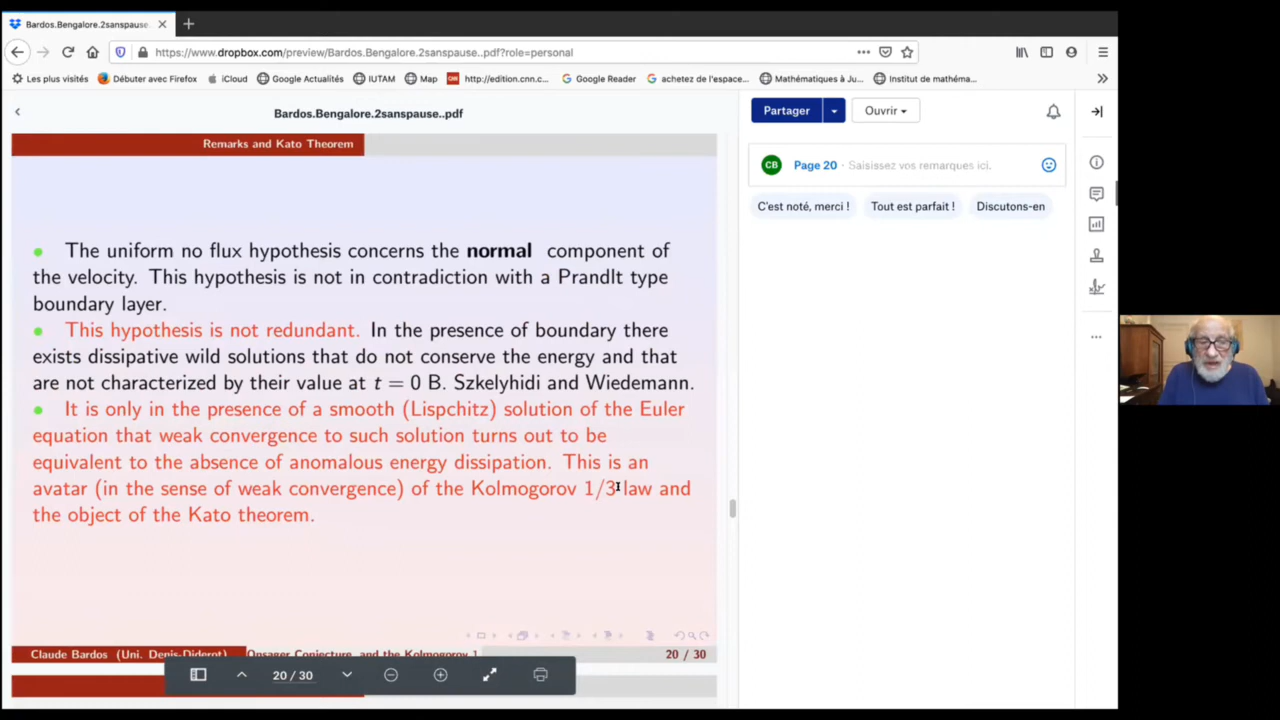 Bardos.Bengalore.2sanspause.
https://www.dropbox.com/preview/Bardos.Bengalore.2sanspause..pdf?role=personal
Les plus visités Débuter avec Firefox iCloud Google Actualités IUTAM Map http://edition.cnn.c... Google Reader achetez de l'espace... Mathématiques à Ju... Institut de mathéma...
Bardos.Bengalore.2sanspause..pdf
Partager Ouvrir
Remarks and Kato Theorem
CB Page 20 · Saisissez vos remarques ici.
C'est noté, merci ! Tout est parfait ! Discutons-en
The uniform no flux hypothesis concerns the normal component of
the velocity. This hypothesis is not in contradiction with a Prandlt type
boundary layer.
This hypothesis is not redundant. In the presence of boundary there
exists dissipative wild solutions that do not conserve the energy and that
are not characterized by their value at t = 0 B. Szkelyhidi and Wiedemann.
It is only in the presence of a smooth (Lispchitz) solution of the Euler
equation that weak convergence to such solution turns out to be
equivalent to the absence of anomalous energy dissipation. This is an
avatar (in the sense of weak convergence) of the Kolmogorov 1/3 law and
the object of the Kato theorem.
Claude Bardos (Uni. Denis-Diderot) Onsager Conjecture, and the Kolmogorov 1 20 / 30
20 / 30